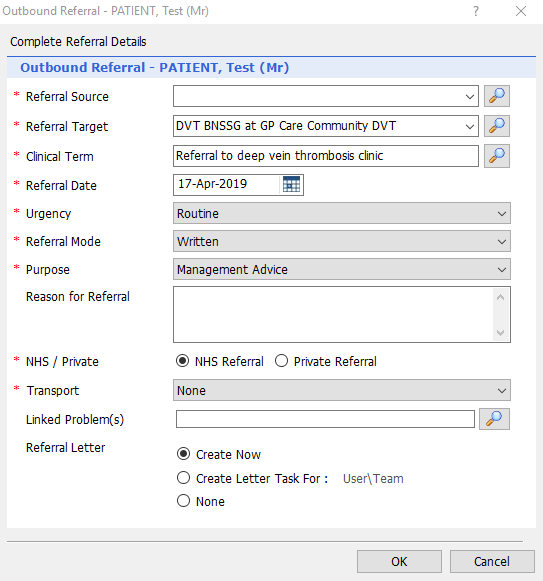 Outbound Referral - PATIENT, Test (Mr)
Complete Referral Details
Outbound Referral - PATIENT, Test (Mr)
* Referral Source
* Referral Target DVT BNSSG at GP Care Community DVT
* Clinical Term Referral to deep vein thrombosis clinic
* Referral Date 17-Apr-2019
* Urgency Routine
* Referral Mode Written
* Purpose Management Advice
Reason for Referral
* NHS / Private NHS Referral Private Referral
* Transport None
Linked Problem(s)
Referral Letter Create Now
Create Letter Task For : User\Team
None
OK Cancel